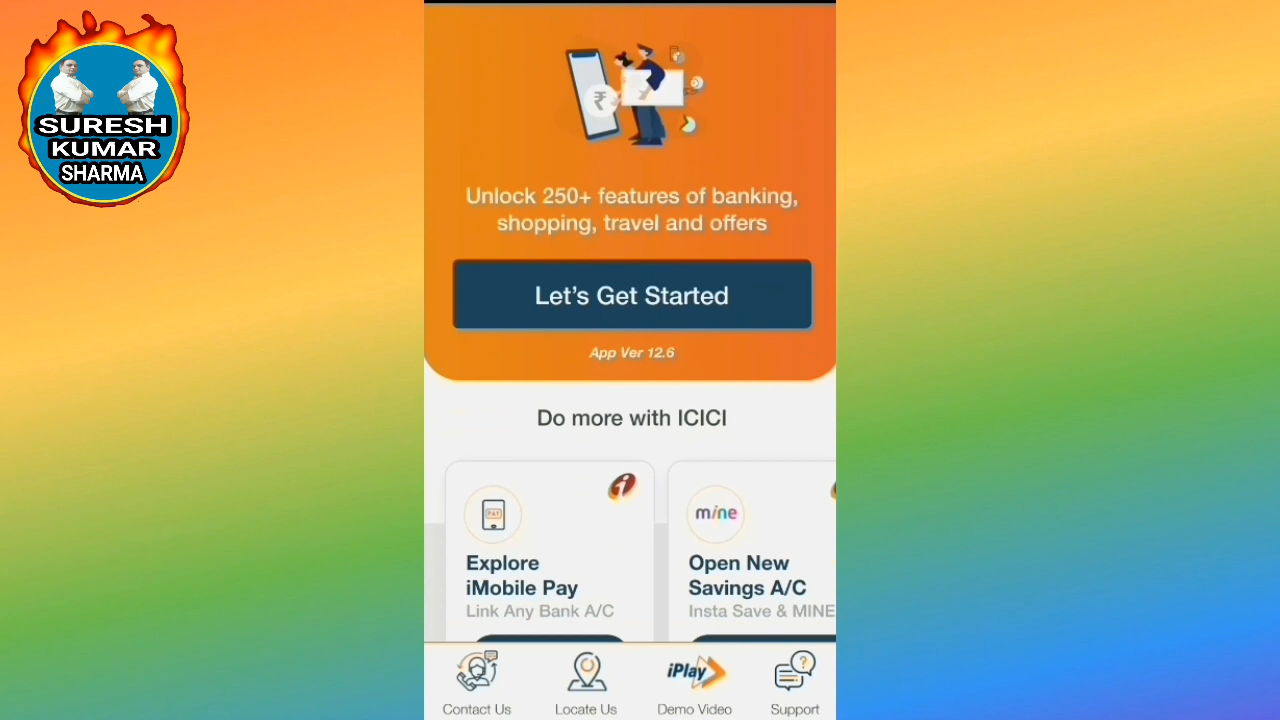 SURESH
KUMAR
SHARMA
₹
Unlock 250+ features of banking,
shopping, travel and offers
Let's Get Started
App Ver 12.6
Do more with ICICI
PAY
mine
Explore
iMobile Pay
Link Any Bank A/C
Open New
Savings A/C
Insta Save & MINE
iPlay
Contact Us
Locate Us
Demo Video
Support